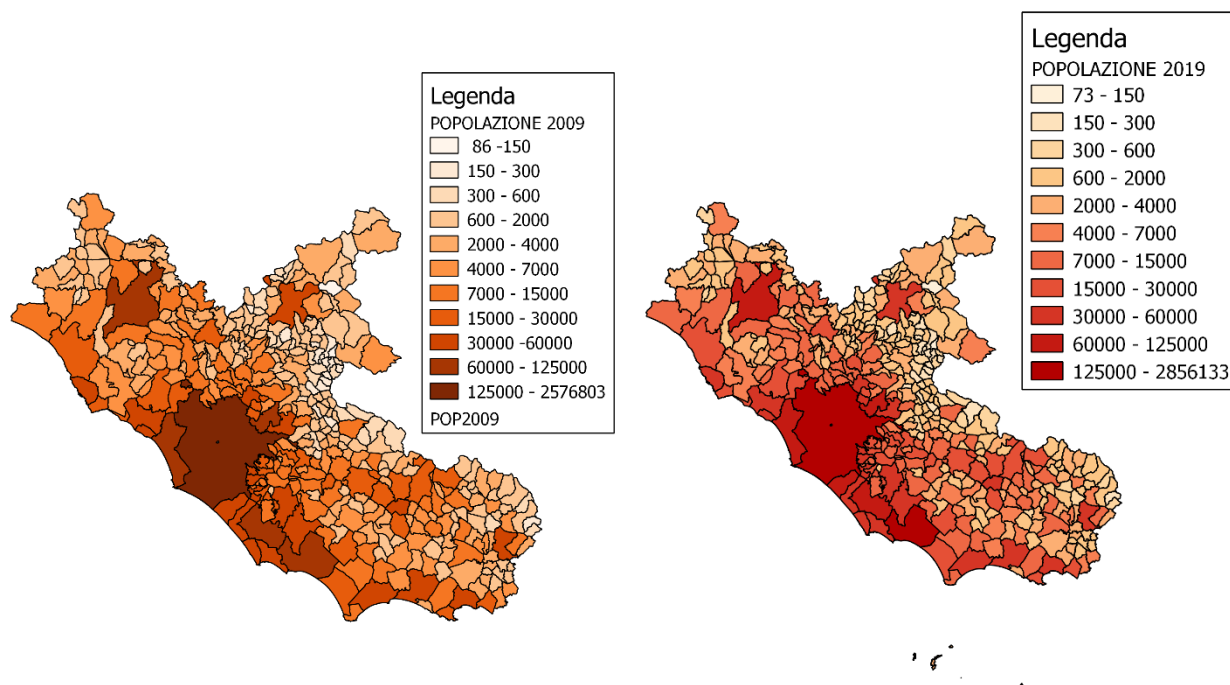 Legenda
POPOLAZIONE 2009
86 -150
150 - 300
300 - 600
600 - 2000
2000 - 4000
4000 - 7000
7000 - 15000
15000 - 30000
30000 -60000
60000 - 125000
125000 - 2576803
POP2009
Legenda
POPOLAZIONE 2019
73 - 150
150 - 300
300 - 600
600 - 2000
2000 - 4000
4000 - 7000
7000 - 15000
15000 - 30000
30000 - 60000
60000 - 125000
125000 - 2856133